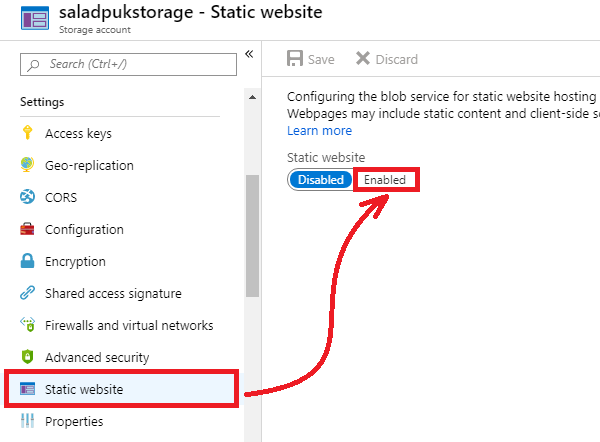 saladpukstorage - Static website
Storage account
Search (Ctrl+/)
«
Settings
Access keys
Geo-replication
CORS
Configuration
Encryption
Shared access signature
Firewalls and virtual networks
Advanced security
Static website
Properties
Save Discard
Configuring the blob service for static website hosting
Webpages may include static content and client-side s
Learn more
Static website
Disabled Enabled